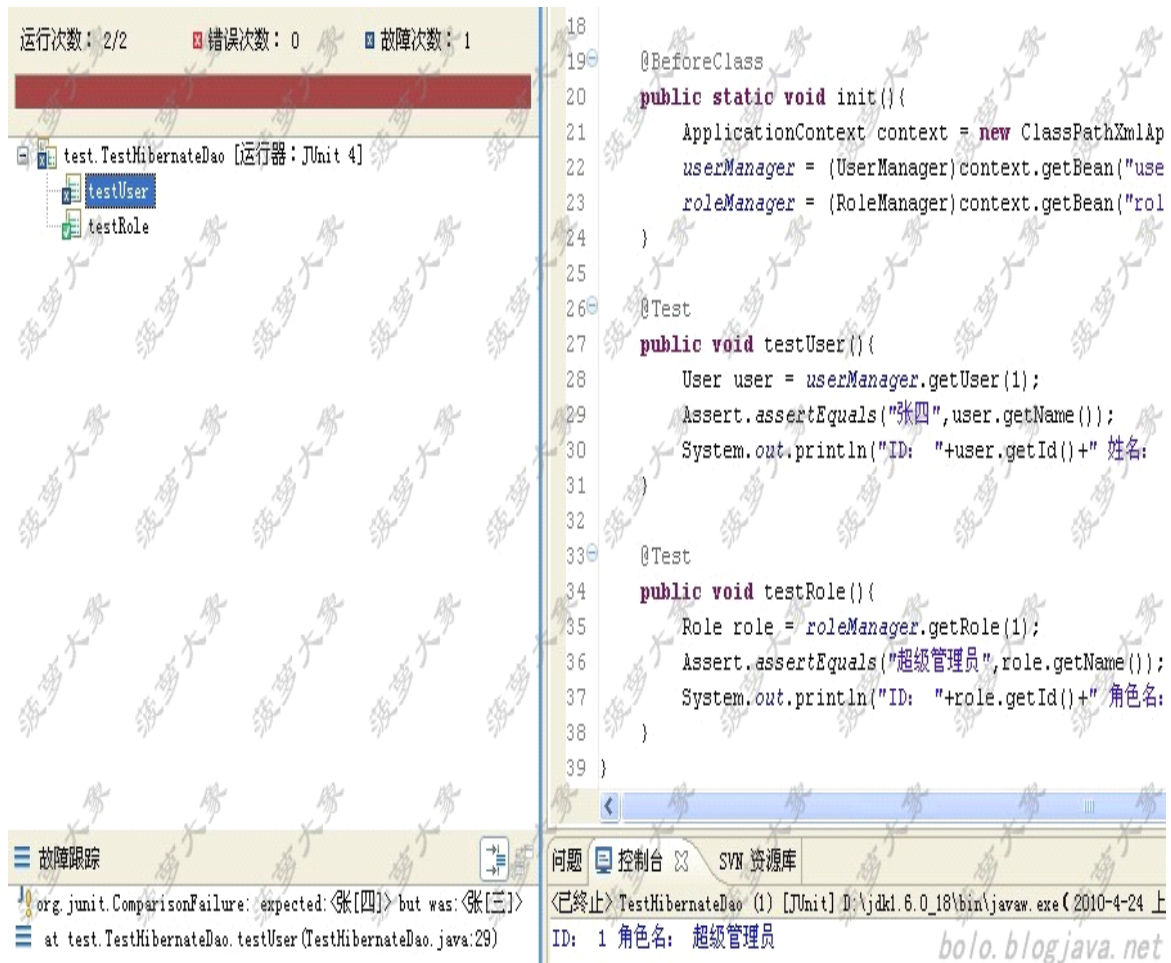 运行次数： 2/2 错误次数： 0 故障次数： 1
test.TestHibernateDao [运行器：JUnit 4]
testUser
testRole
18
19 @BeforeClass
20 public static void init(){
21 ApplicationContext context = new ClassPathXmlAp
22 userManager = (UserManager)context.getBean("use
23 roleManager = (RoleManager)context.getBean("rol
24 }
25
26 @Test
27 public void testUser(){
28 User user = userManager.getUser(1);
29 Assert.assertEquals("张四",user.getName());
30 System.out.println("ID: "+user.getId()+" 姓名:
31 }
32
33 @Test
34 public void testRole(){
35 Role role = roleManager.getRole(1);
36 Assert.assertEquals("超级管理员",role.getName());
37 System.out.println("ID: "+role.getId()+" 角色名:
38 }
39 }
故障跟踪
org.junit.ComparisonFailure: expected:<张[四]> but was:<张[三]>
at test.TestHibernateDao.testUser(TestHibernateDao.java:29)
问题 控制台 SVN 资源库
<已终止> TestHibernateDao (1) [JUnit] D:\jdk1.6.0_18\bin\javaw.exe( 2010-4-24 上
ID: 1 角色名: 超级管理员
bolo.blogjava.net
菠萝大象